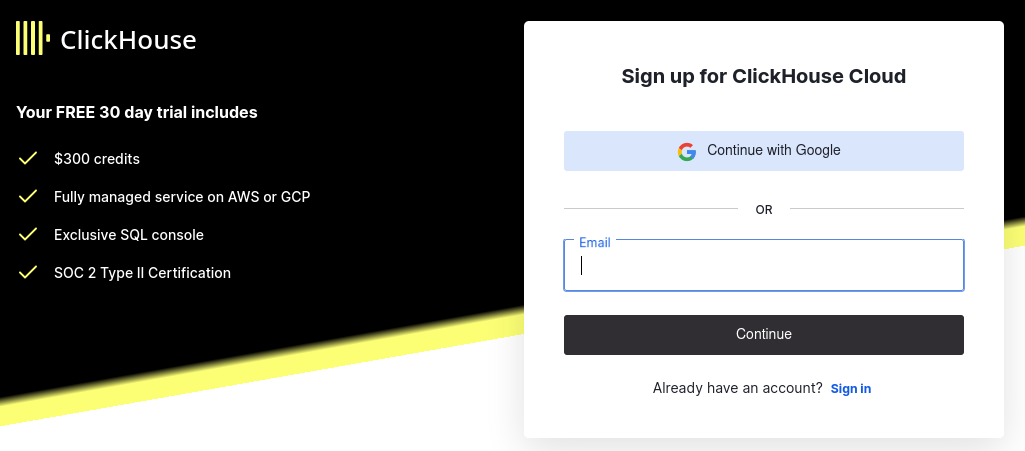 ClickHouse
Your FREE 30 day trial includes
$300 credits
Fully managed service on AWS or GCP
Exclusive SQL console
SOC 2 Type II Certification
Sign up for ClickHouse Cloud
Continue with Google
OR
Email
Continue
Already have an account? Sign in